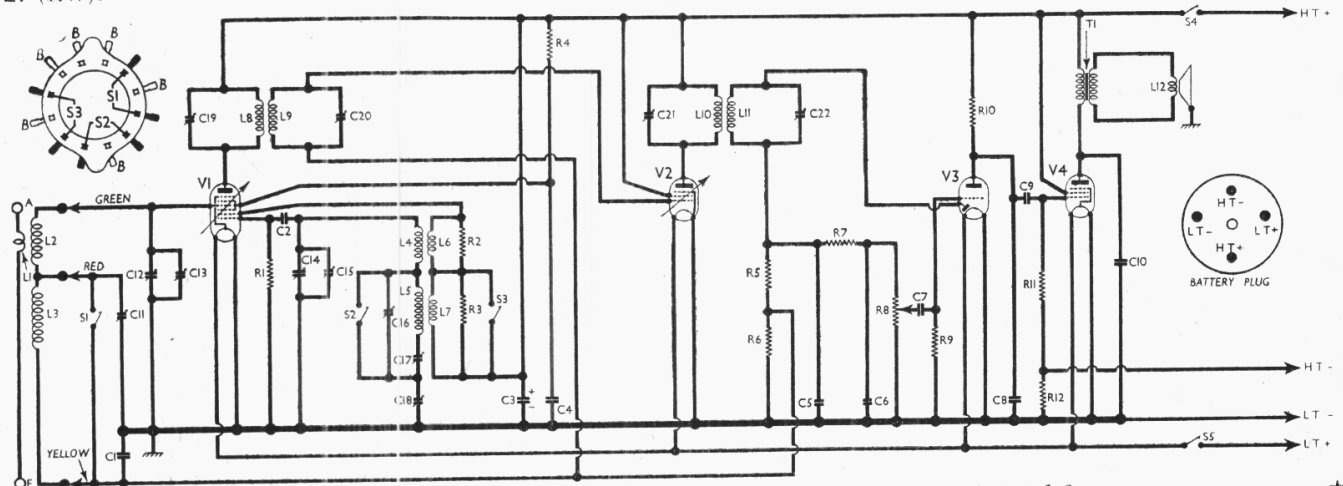 B
B
B
B
B
B
S1
S3
S2
A
L2
GREEN
L1
RED
L3
S1
C11
YELLOW
E
C1
C12
C13
C19
L8
L9
C20
V1
R1
C2
C14
C15
L4
L6
R2
L5
S2
C16
L7
R3
S3
C17
C18
C3
+
−
C4
R4
C21
L10
L11
C22
V2
R5
R6
R7
C5
C6
R8
C7
R9
R10
V3
C9
C8
V4
R11
R12
C10
T1
L12
S4
HT+
HT-
LT-
LT+
HT+
BATTERY PLUG
HT-
LT-
S5
LT+